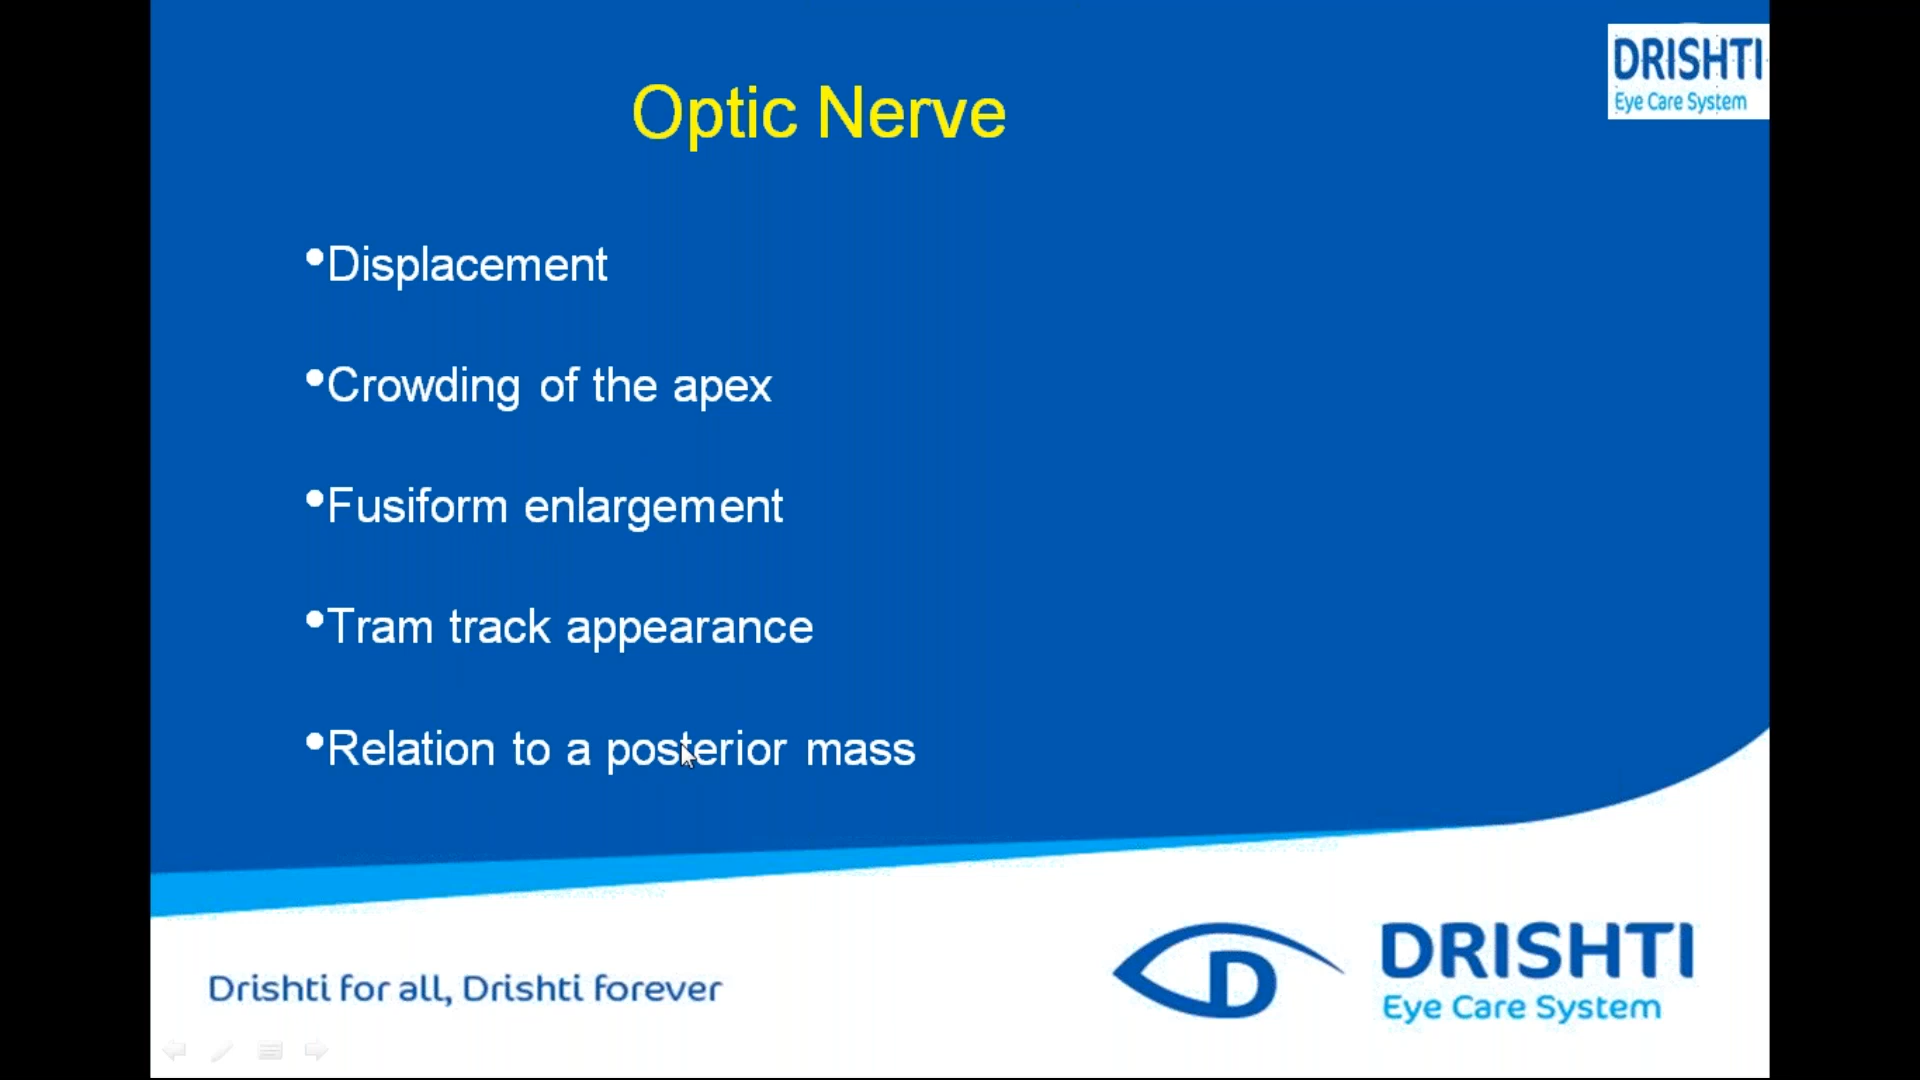 DRISHTI
Eye Care System
Optic Nerve
•Displacement
•Crowding of the apex
•Fusiform enlargement
•Tram track appearance
•Relation to a posterior mass
Drishti for all, Drishti forever
D
DRISHTI
Eye Care System